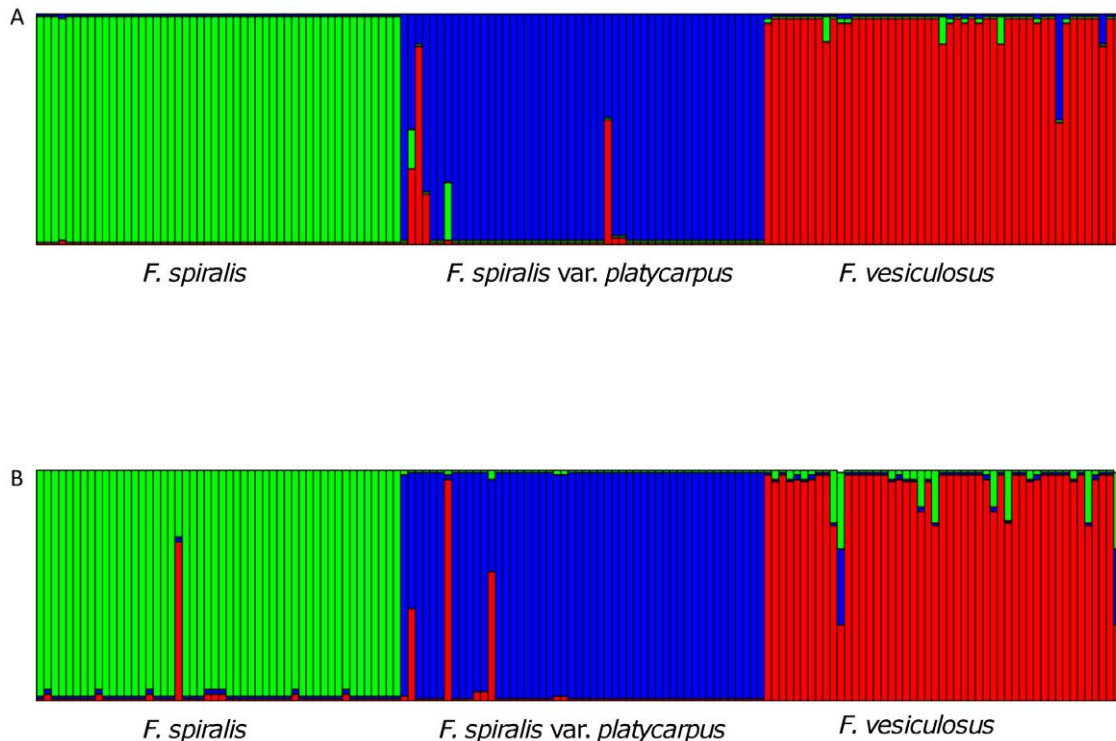 A
F. spiralis F. spiralis var. platycarpus F. vesiculosus
B
F. spiralis F. spiralis var. platycarpus F. vesiculosus